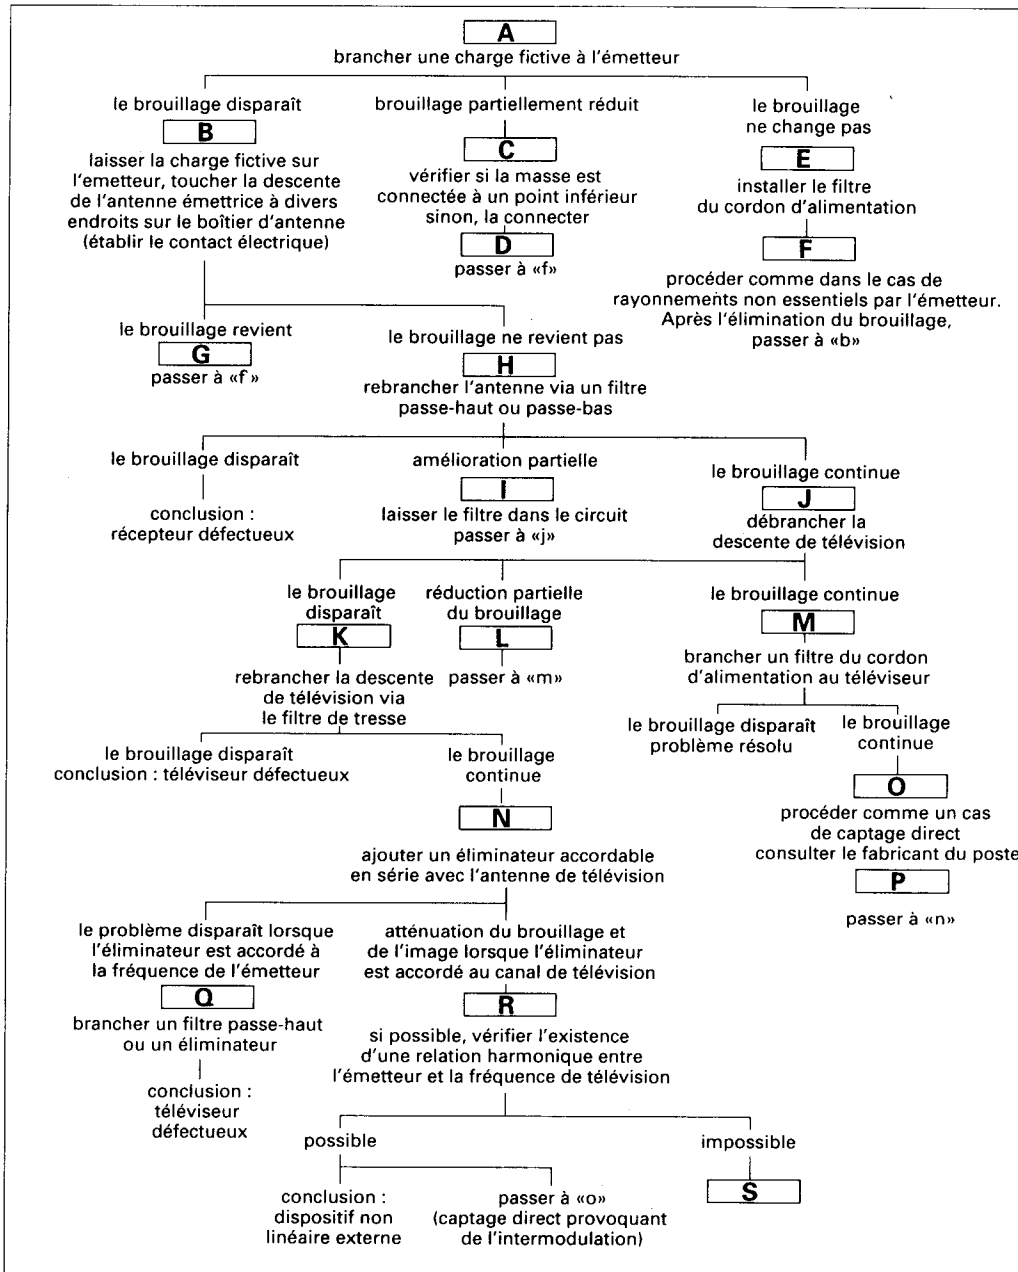 A
brancher une charge fictive à l'émetteur
le brouillage disparaît
B
laisser la charge fictive sur
l'emetteur, toucher la descente
de l'antenne émettrice à divers
endroits sur le boîtier d'antenne
(établir le contact électrique)
brouillage partiellement réduit
C
vérifier si la masse est
connectée à un point inférieur
sinon, la connecter
D
passer à «f»
le brouillage
ne change pas
E
installer le filtre
du cordon d'alimentation
F
procéder comme dans le cas de
rayonnements non essentiels par l'émetteur.
Après l'élimination du brouillage,
passer à «b»
le brouillage revient
G
passer à «f»
le brouillage ne revient pas
H
rebrancher l'antenne via un filtre
passe-haut ou passe-bas
le brouillage disparaît
conclusion :
récepteur défectueux
amélioration partielle
I
laisser le filtre dans le circuit
passer à «j»
le brouillage continue
J
débrancher la
descente de télévision
le brouillage
disparaît
K
rebrancher la descente
de télévision via
le filtre de tresse
réduction partielle
du brouillage
L
passer à «m»
le brouillage continue
M
brancher un filtre du cordon
d'alimentation au téléviseur
le brouillage disparaît
problème résolu
le brouillage
continue
O
procéder comme un cas
de captage direct
consulter le fabricant du poste
P
passer à «n»
le brouillage disparaît
conclusion : téléviseur défectueux
le brouillage
continue
N
ajouter un éliminateur accordable
en série avec l'antenne de télévision
le problème disparaît lorsque
l'éliminateur est accordé à
la fréquence de l'émetteur
Q
brancher un filtre passe-haut
ou un éliminateur
conclusion :
téléviseur
défectueux
atténuation du brouillage et
de l'image lorsque l'éliminateur
est accordé au canal de télévision
R
si possible, vérifier l'existence
d'une relation harmonique entre
l'émetteur et la fréquence de télévision
possible
conclusion :
dispositif non
linéaire externe
passer à «o»
(captage direct provoquant
de l'intermodulation)
impossible
S